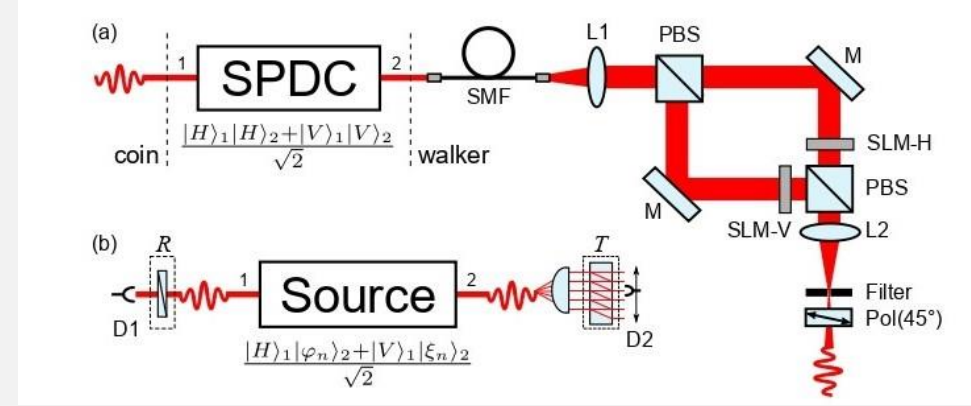 (a)
1
SPDC
2
SMF
L1
PBS
M
|H⟩₁|H⟩₂+|V⟩₁|V⟩₂
√2
coin
walker
SLM-H
PBS
M
SLM-V
L2
Filter
Pol(45°)
(b)
R
D1
1
Source
2
T
D2
|H⟩₁|φₙ⟩₂+|V⟩₁|ξₙ⟩₂
√2